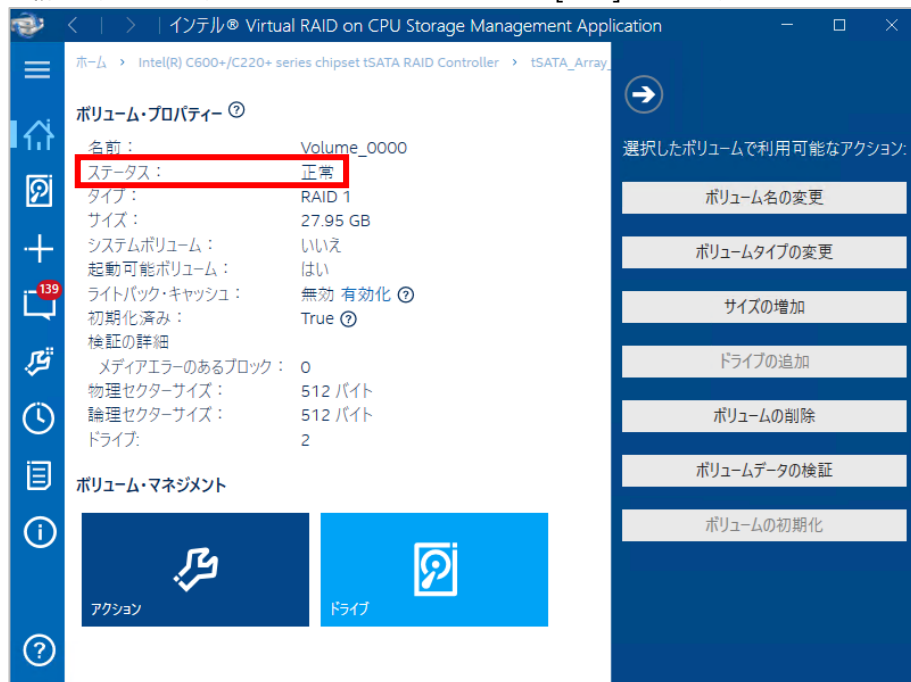 インテル® Virtual RAID on CPU Storage Management Application
ホーム › Intel(R) C600+/C220+ series chipset tSATA RAID Controller › tSATA_Array_
ボリューム・プロパティー ?
名前： Volume_0000
ステータス： 正常
タイプ： RAID 1
サイズ： 27.95 GB
システムボリューム： いいえ
起動可能ボリューム： はい
ライトバック・キャッシュ： 無効 有効化 ?
初期化済み： True ?
検証の詳細
メディアエラーのあるブロック： 0
物理セクターサイズ： 512 バイト
論理セクターサイズ： 512 バイト
ドライブ: 2
ボリューム・マネジメント
アクション
ドライブ
139
?
選択したボリュームで利用可能なアクション:
ボリューム名の変更
ボリュームタイプの変更
サイズの増加
ドライブの追加
ボリュームの削除
ボリュームデータの検証
ボリュームの初期化